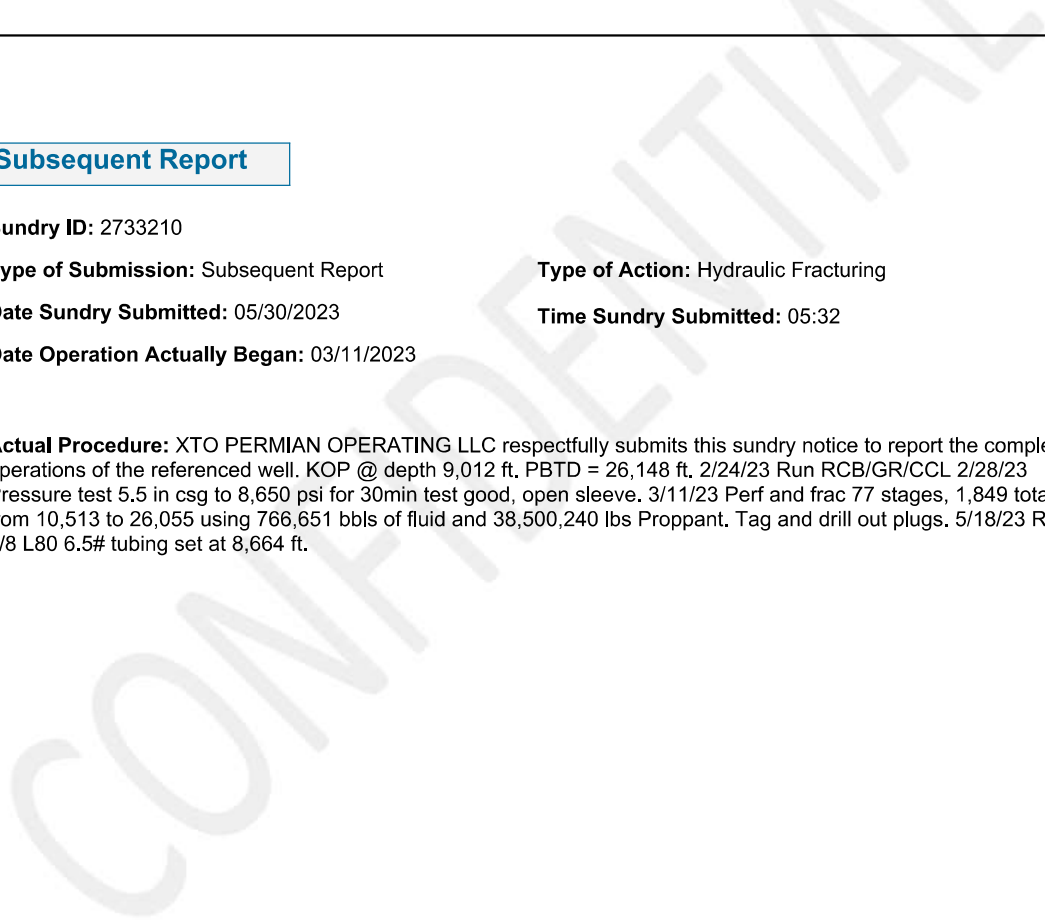 Subsequent Report
Sundry ID: 2733210
Type of Submission: Subsequent Report
Type of Action: Hydraulic Fracturing
Date Sundry Submitted: 05/30/2023
Time Sundry Submitted: 05:32
Date Operation Actually Began: 03/11/2023
Actual Procedure: XTO PERMIAN OPERATING LLC respectfully submits this sundry notice to report the comple
operations of the referenced well. KOP @ depth 9,012 ft. PBTD = 26,148 ft. 2/24/23 Run RCB/GR/CCL 2/28/23
Pressure test 5.5 in csg to 8,650 psi for 30min test good, open sleeve. 3/11/23 Perf and frac 77 stages, 1,849 tota
from 10,513 to 26,055 using 766,651 bbls of fluid and 38,500,240 lbs Proppant. Tag and drill out plugs. 5/18/23 R
/8 L80 6.5# tubing set at 8,664 ft.
CONFIDENTIAL